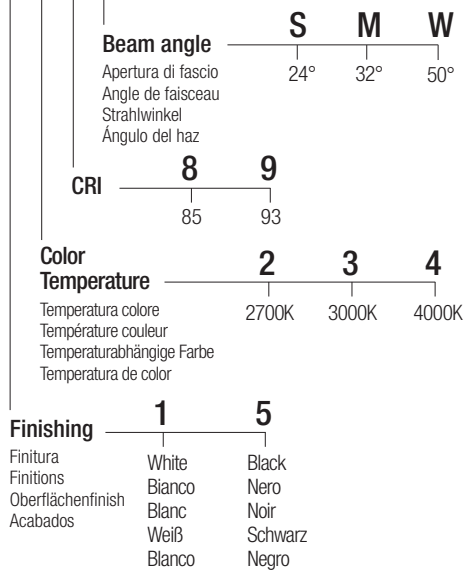 S M W
Beam angle
Apertura di fascio 24° 32° 50°
Angle de faisceau
Strahlwinkel
Ángulo del haz
8 9
CRI
85 93
Color
Temperature 2 3 4
Temperatura colore 2700K 3000K 4000K
Température couleur
Temperaturabhängige Farbe
Temperatura de color
1 5
Finishing
Finitura White Black
Finitions Bianco Nero
Oberflächenfinish Blanc Noir
Acabados Weiß Schwarz
Blanco Negro